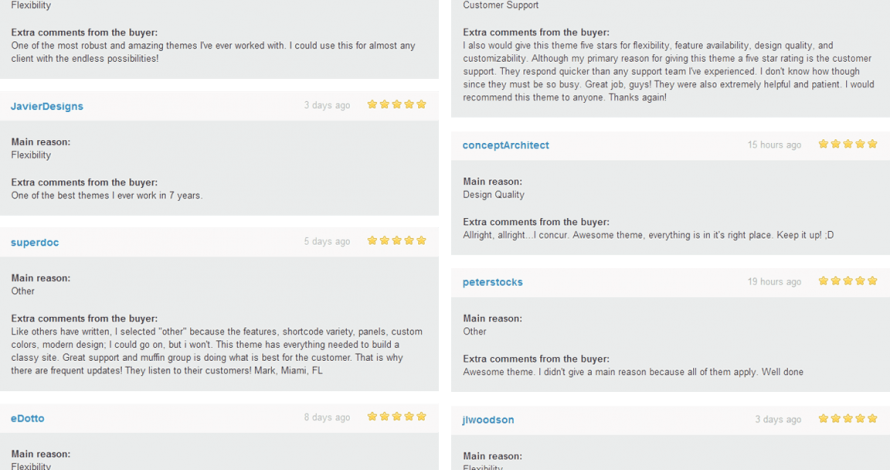 Flexibility
Extra comments from the buyer:
One of the most robust and amazing themes I've ever worked with. I could use this for almost any
client with the endless possibilities!
JavierDesigns
3 days ago
Main reason:
Flexibility
Extra comments from the buyer:
One of the best themes I ever work in 7 years.
superdoc
5 days ago
Main reason:
Other
Extra comments from the buyer:
Like others have written, I selected "other" because the features, shortcode variety, panels, custom
colors, modern design; I could go on, but i won't. This theme has everything needed to build a
classy site. Great support and muffin group is doing what is best for the customer. That is why
there are frequent updates! They listen to their customers! Mark, Miami, FL
eDotto
8 days ago
Main reason:
Flexibility
Customer Support
Extra comments from the buyer:
I also would give this theme five stars for flexibility, feature availability, design quality, and
customizability. Although my primary reason for giving this theme a five star rating is the customer
support. They respond quicker than any support team I've experienced. I don't know how though
since they must be so busy. Great job, guys! They were also extremely helpful and patient. I would
recommend this theme to anyone. Thanks again!
conceptArchitect
15 hours ago
Main reason:
Design Quality
Extra comments from the buyer:
Allright, allright...I concur. Awesome theme, everything is in it's right place. Keep it up! ;D
peterstocks
19 hours ago
Main reason:
Other
Extra comments from the buyer:
Awesome theme. I didn't give a main reason because all of them apply. Well done
jlwoodson
3 days ago
Main reason:
Flexibility